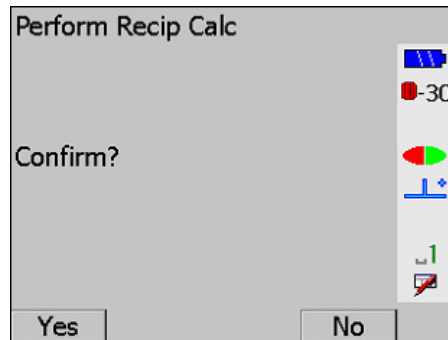 Perform Recip Calc
-30
Confirm?
1
Yes No